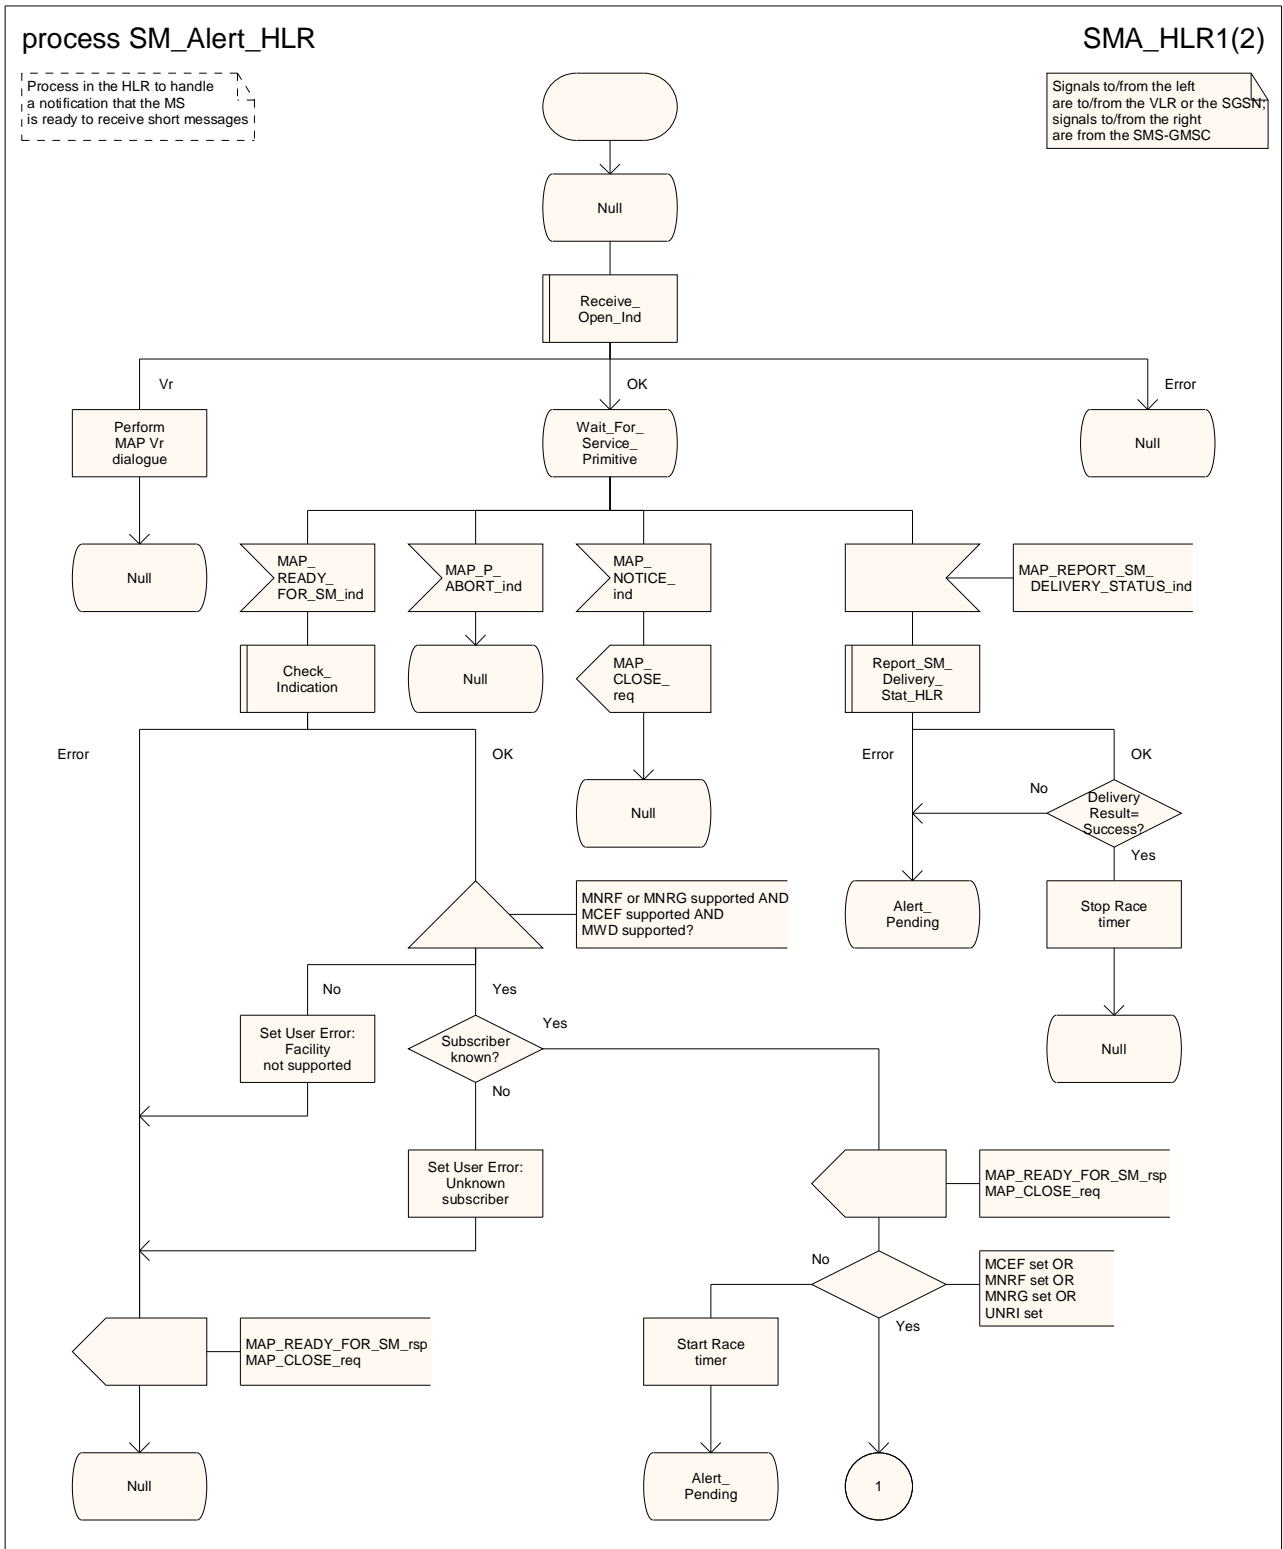 process SM_Alert_HLR
SMA_HLR1(2)
Process in the HLR to handle
a notification that the MS
is ready to receive short messages
Signals to/from the left
are to/from the VLR or the SGSN;
signals to/from the right
are from the SMS-GMSC
Null
Receive_
Open_Ind
Vr
OK
Error
Perform
MAP Vr
dialogue
Wait_For_
Service_
Primitive
Null
Null
MAP_
READY_
FOR_SM_ind
MAP_P_
ABORT_ind
MAP_
NOTICE_
ind
MAP_REPORT_SM_
DELIVERY_STATUS_ind
Check_
Indication
Null
MAP_
CLOSE_
req
Report_SM_
Delivery_
Stat_HLR
Error
OK
Error
OK
Null
No
Delivery
Result=
Success?
Yes
MNRF or MNRG supported AND
MCEF supported AND
MWD supported?
Alert_
Pending
Stop Race
timer
No
Yes
Set User Error:
Facility
not supported
Subscriber
known?
Yes
No
Null
Set User Error:
Unknown
subscriber
MAP_READY_FOR_SM_rsp
MAP_CLOSE_req
No
MCEF set OR
MNRF set OR
MNRG set OR
UNRI set
Yes
MAP_READY_FOR_SM_rsp
MAP_CLOSE_req
Start Race
timer
Null
Alert_
Pending
1